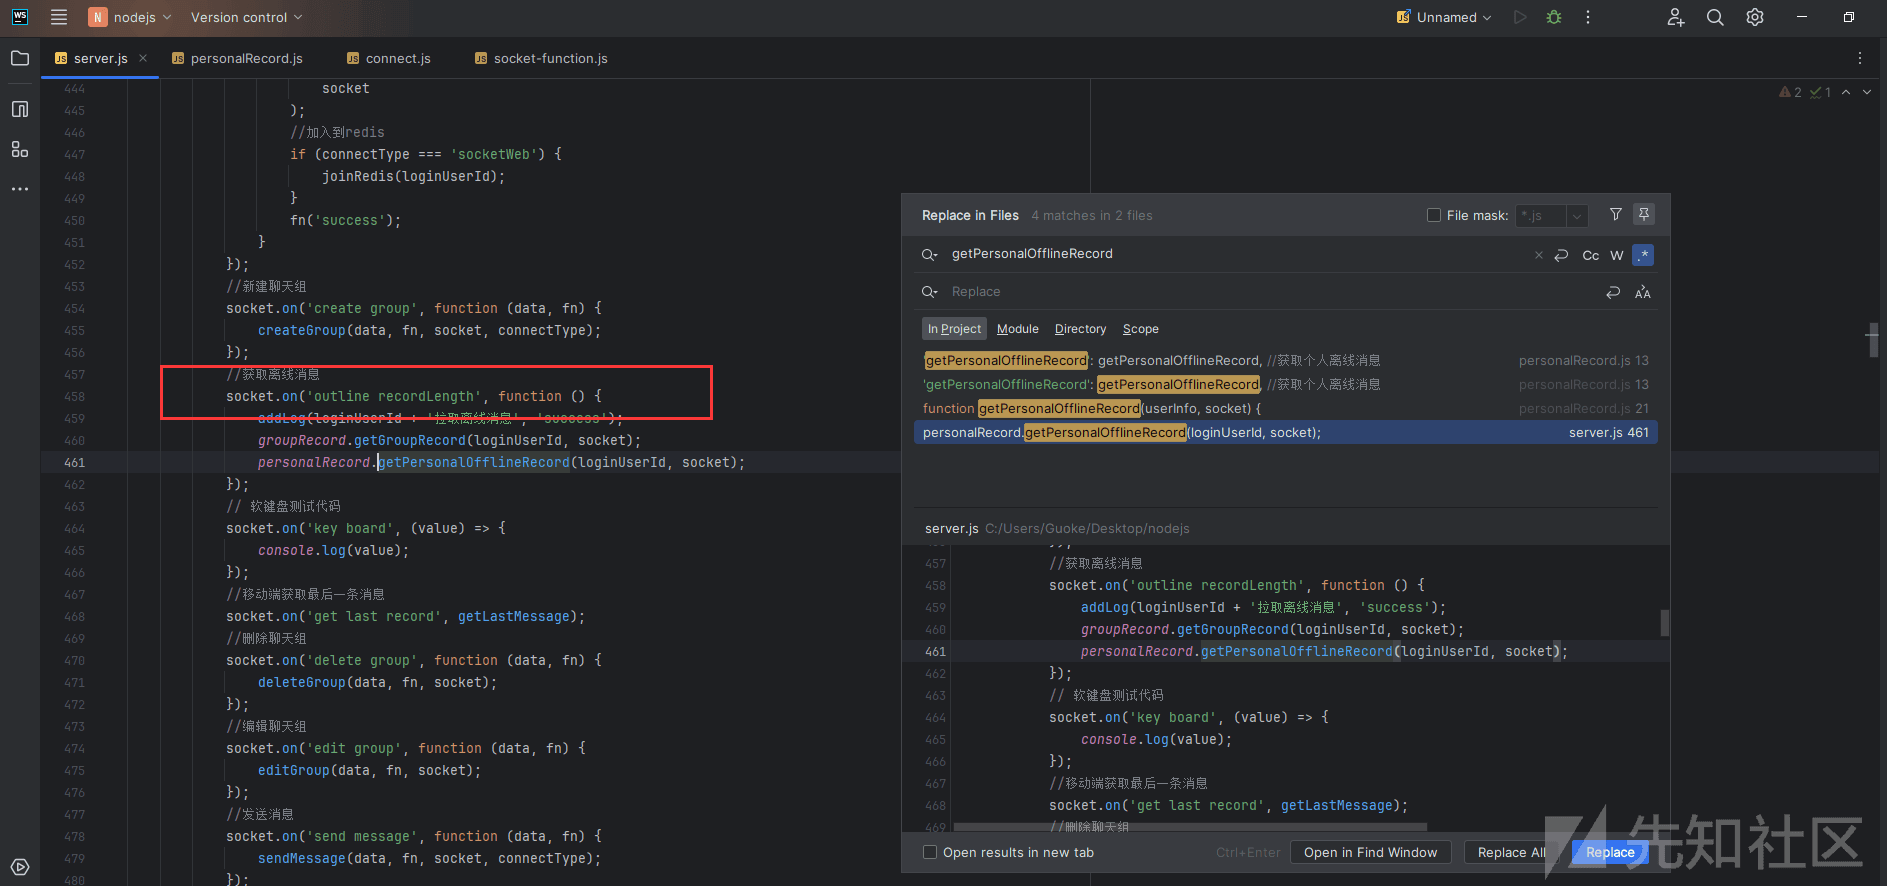 WS
N nodejs Version control
JS Unnamed
JS server.js
JS personalRecord.js
JS connect.js
JS socket-function.js
2 1
444 socket
445 );
446 //加入到redis
447 if (connectType === 'socketWeb') {
448 joinRedis(loginUserId);
449 }
450 fn('success');
451 }
452 });
453 //新建聊天组
454 socket.on('create group', function (data, fn) {
455 createGroup(data, fn, socket, connectType);
456 });
457 //获取离线消息
458 socket.on('outline recordLength', function () {
459 addLog(loginUserId + '拉取离线消息', 'success');
460 groupRecord.getGroupRecord(loginUserId, socket);
461 personalRecord.getPersonalOfflineRecord(loginUserId, socket);
462 });
463 // 软键盘测试代码
464 socket.on('key board', (value) => {
465 console.log(value);
466 });
467 //移动端获取最后一条消息
468 socket.on('get last record', getLastMessage);
469 //删除聊天组
470 socket.on('delete group', function (data, fn) {
471 deleteGroup(data, fn, socket);
472 });
473 //编辑聊天组
474 socket.on('edit group', function (data, fn) {
475 editGroup(data, fn, socket);
476 });
477 //发送消息
478 socket.on('send message', function (data, fn) {
479 sendMessage(data, fn, socket, connectType);
480 });
Replace in Files 4 matches in 2 files
File mask: *.js
getPersonalOfflineRecord
Cc W .*
Replace
In Project Module Directory Scope
'getPersonalOfflineRecord': getPersonalOfflineRecord, //获取个人离线消息 personalRecord.js 13
'getPersonalOfflineRecord': getPersonalOfflineRecord, //获取个人离线消息 personalRecord.js 13
function getPersonalOfflineRecord(userInfo, socket) { personalRecord.js 21
personalRecord.getPersonalOfflineRecord(loginUserId, socket); server.js 461
server.js C:/Users/Guoke/Desktop/nodejs
});
457 //获取离线消息
458 socket.on('outline recordLength', function () {
459 addLog(loginUserId + '拉取离线消息', 'success');
460 groupRecord.getGroupRecord(loginUserId, socket);
461 personalRecord.getPersonalOfflineRecord(loginUserId, socket);
462 });
463 // 软键盘测试代码
464 socket.on('key board', (value) => {
465 console.log(value);
466 });
467 //移动端获取最后一条消息
468 socket.on('get last record', getLastMessage);
469 //删除聊天组
Open results in new tab
Ctrl+Enter
Open in Find Window
Replace All
Replace
先知社区